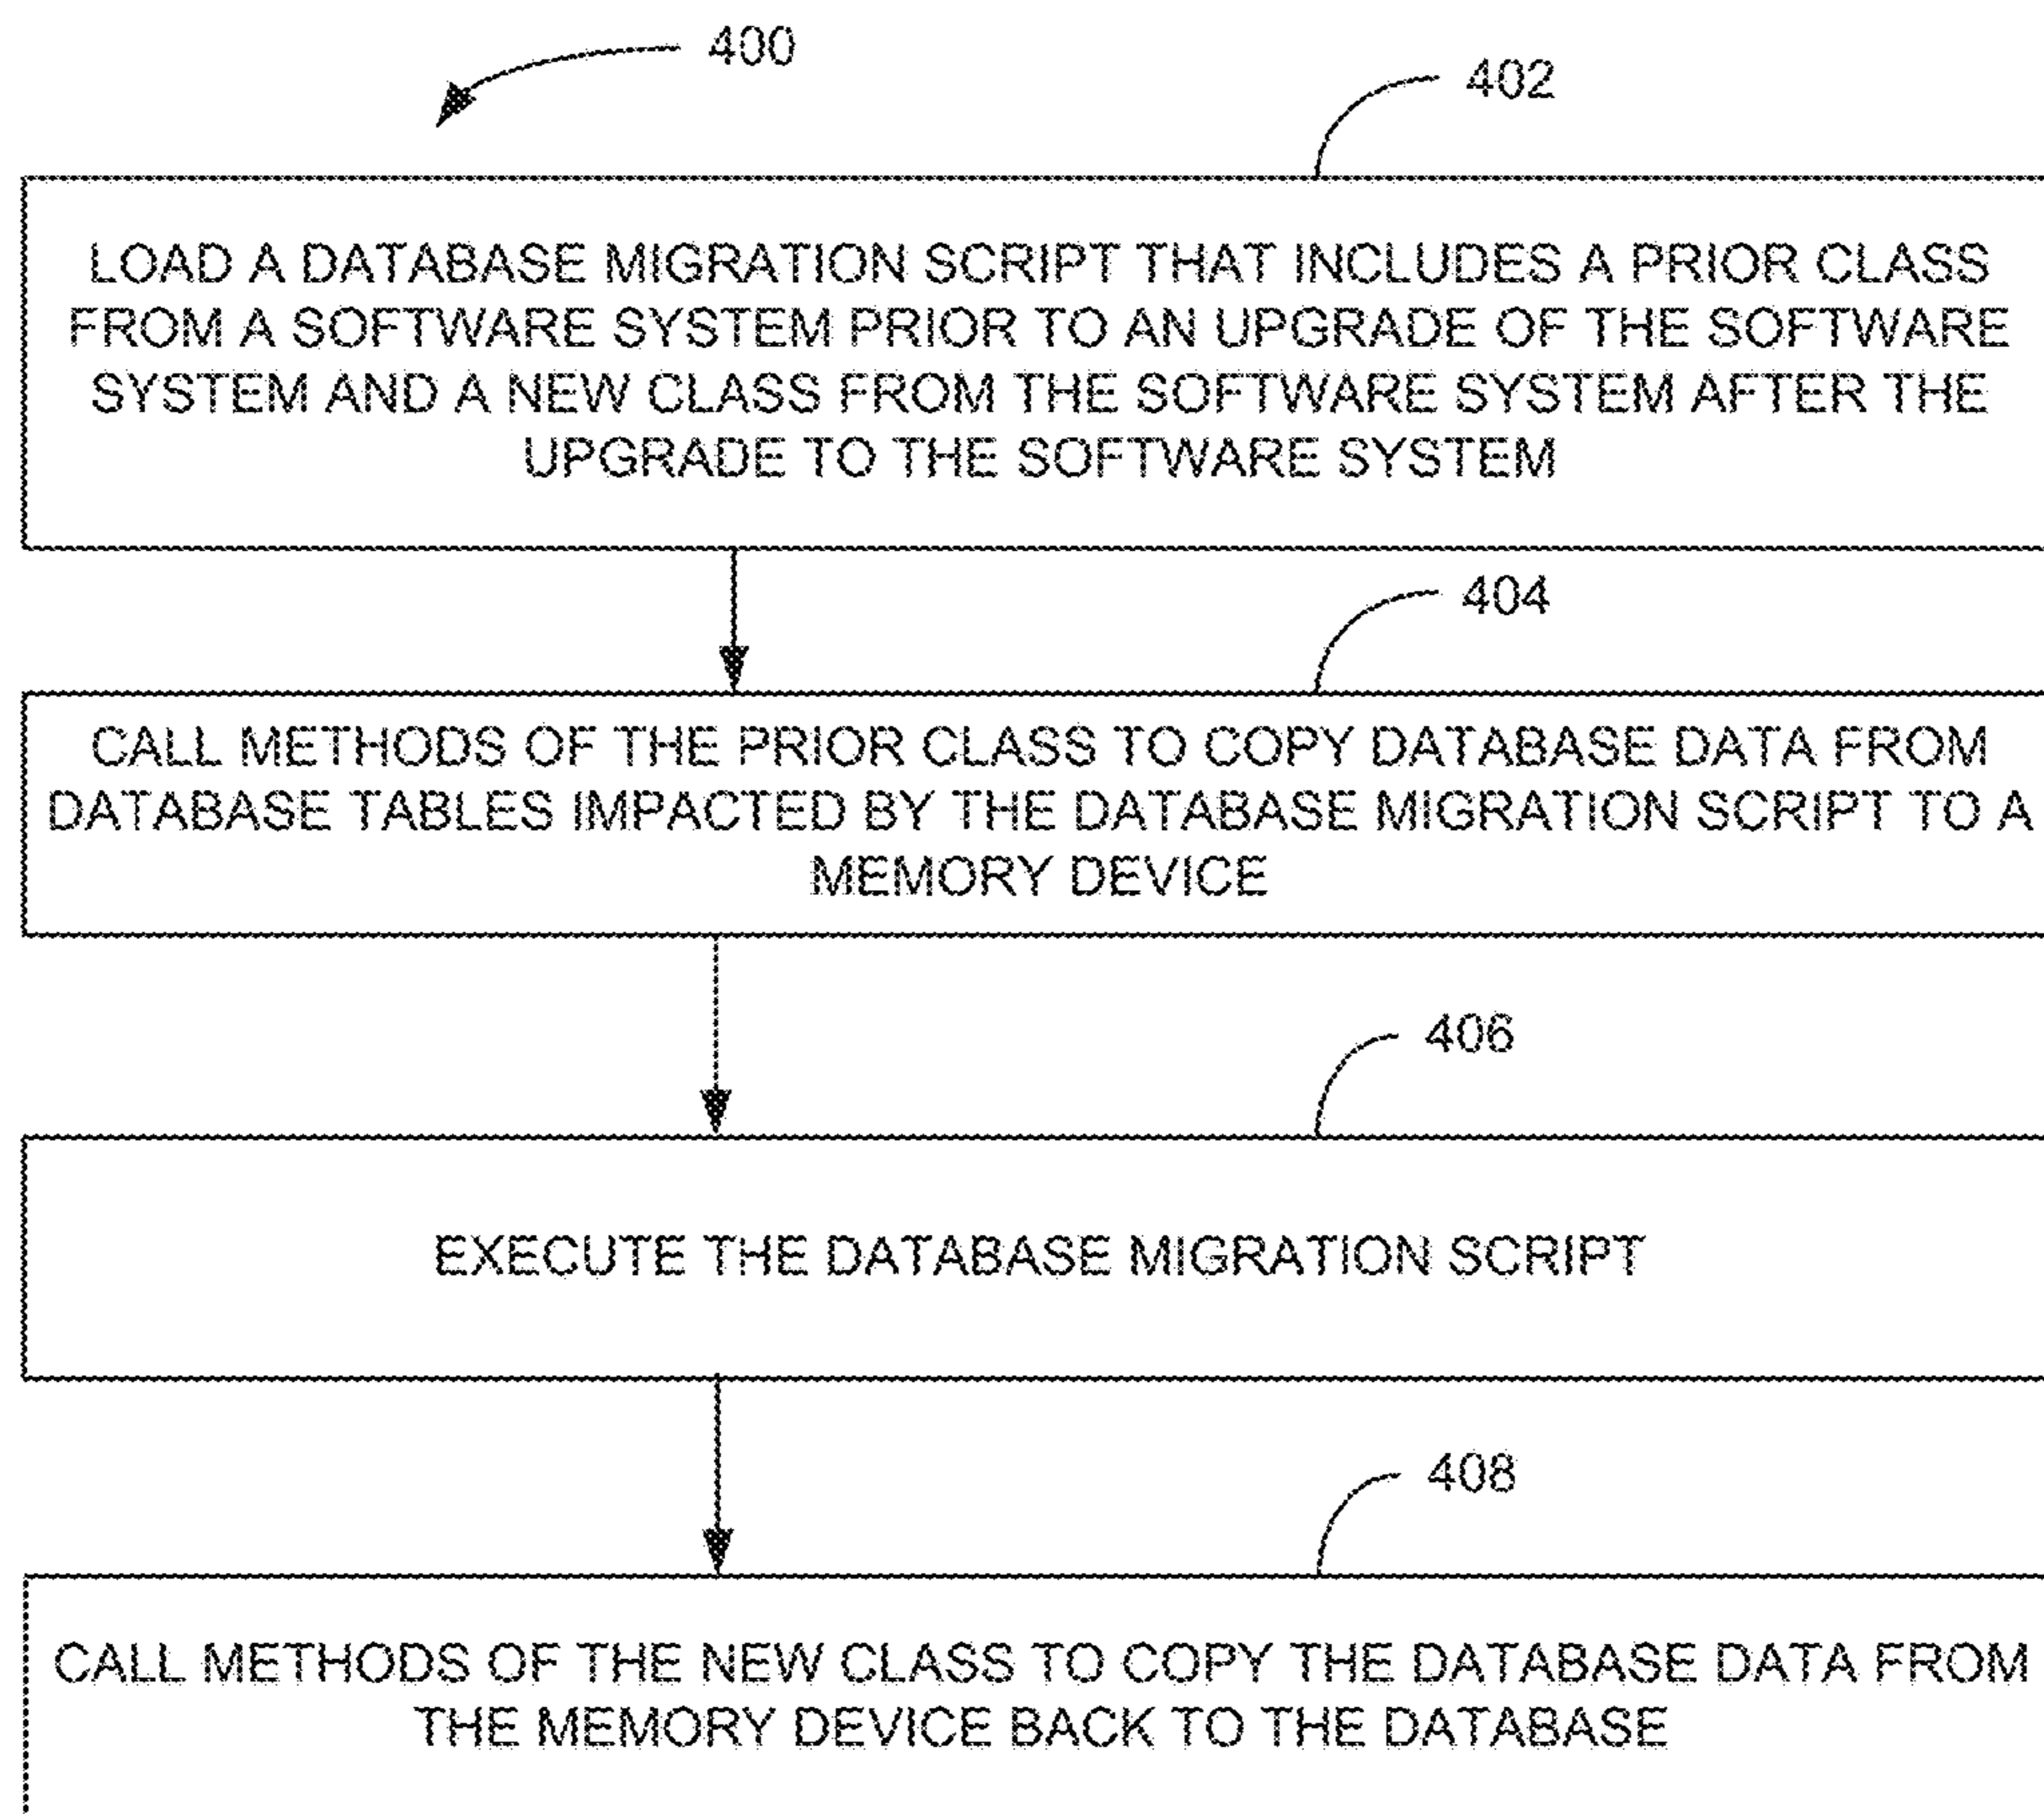 400
402
LOAD A DATABASE MIGRATION SCRIPT THAT INCLUDES A PRIOR CLASS
FROM A SOFTWARE SYSTEM PRIOR TO AN UPGRADE OF THE SOFTWARE
SYSTEM AND A NEW CLASS FROM THE SOFTWARE SYSTEM AFTER THE
UPGRADE TO THE SOFTWARE SYSTEM
404
CALL METHODS OF THE PRIOR CLASS TO COPY DATABASE DATA FROM
DATABASE TABLES IMPACTED BY THE DATABASE MIGRATION SCRIPT TO A
MEMORY DEVICE
406
EXECUTE THE DATABASE MIGRATION SCRIPT
408
CALL METHODS OF THE NEW CLASS TO COPY THE DATABASE DATA FROM
THE MEMORY DEVICE BACK TO THE DATABASE